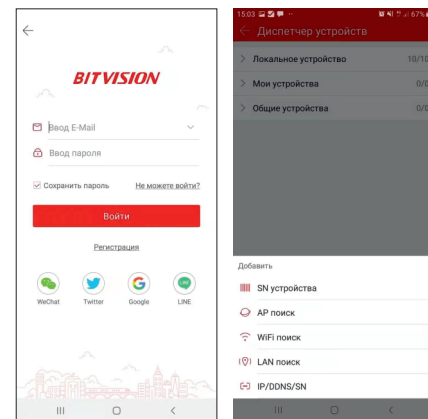 BITVISION
Ввод E-Mail
Ввод пароля
Сохранить пароль Не можете войти?
Войти
Регистрация
WeChat Twitter Google LINE
15:03 67%
Диспетчер устройств
Локальное устройство 10/10
Мои устройства 0/0
Общие устройства 0/0
Добавить
SN устройства
AP поиск
WiFi поиск
LAN поиск
IP/DDNS/SN